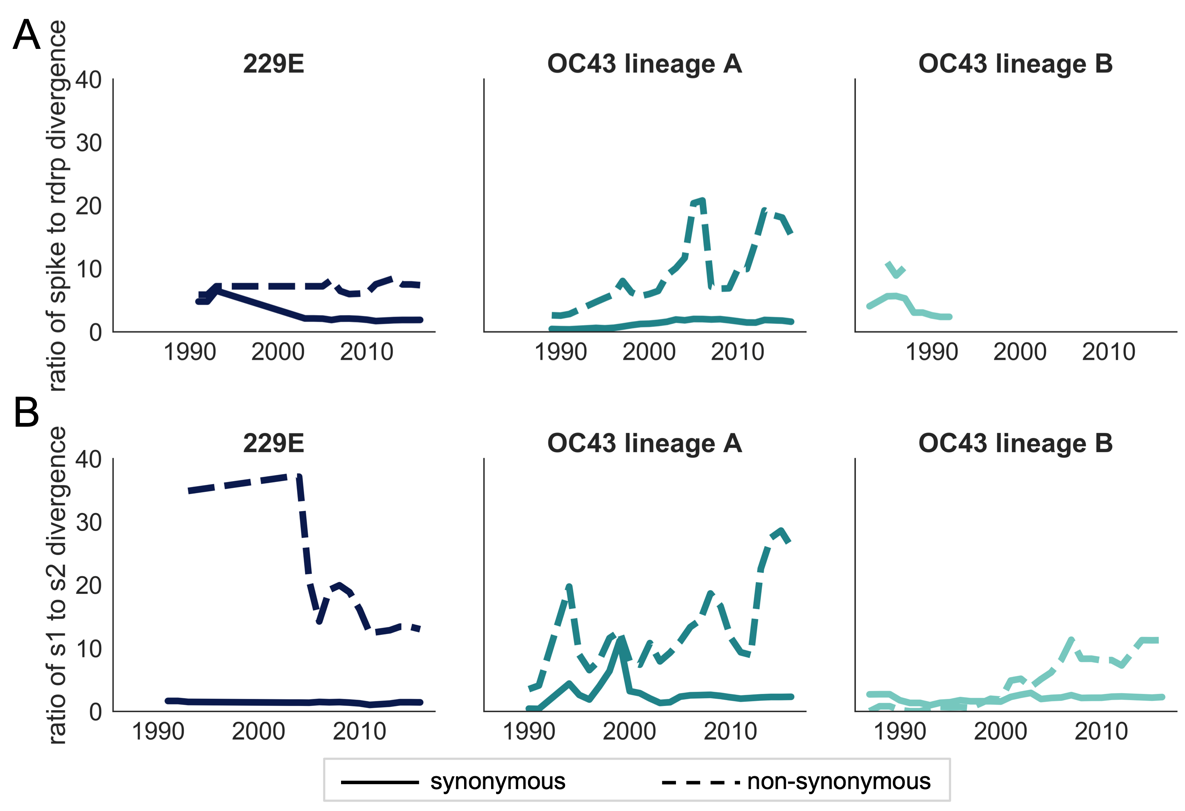 A
ratio of spike to rdrp divergence
229E
OC43 lineage A
OC43 lineage B
40
30
20
10
0
1990 2000 2010
1990 2000 2010
1990 2000 2010
B
ratio of s1 to s2 divergence
229E
OC43 lineage A
OC43 lineage B
40
30
20
10
0
1990 2000 2010
1990 2000 2010
1990 2000 2010
synonymous
non-synonymous